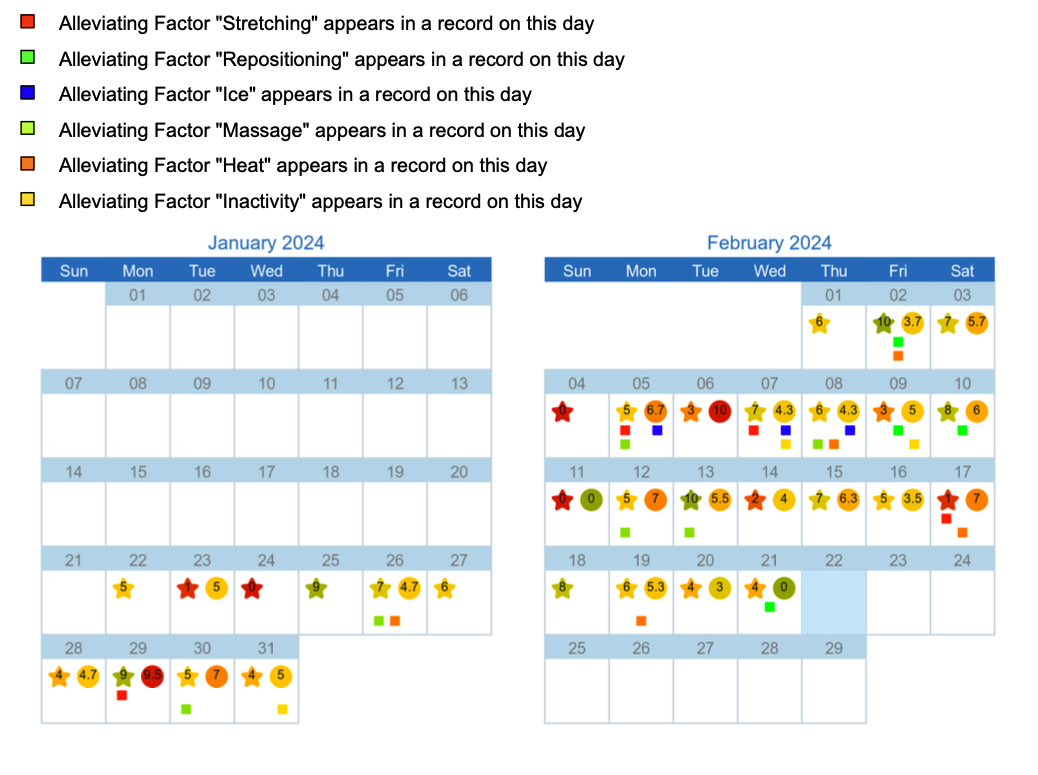 Alleviating Factor "Stretching" appears in a record on this day
Alleviating Factor "Repositioning" appears in a record on this day
Alleviating Factor "Ice" appears in a record on this day
Alleviating Factor "Massage" appears in a record on this day
Alleviating Factor "Heat" appears in a record on this day
Alleviating Factor "Inactivity" appears in a record on this day
January 2024
Sun Mon Tue Wed Thu Fri Sat
01 02 03 04 05 06
07 08 09 10 11 12 13
14 15 16 17 18 19 20
21 22 23 24 25 26 27
5 1 5 0 9 7 4.7 6
28 29 30 31
4 4.7 9 9.5 5 7 4 5
February 2024
Sun Mon Tue Wed Thu Fri Sat
01 02 03
6 10 3.7 7 5.7
04 05 06 07 08 09 10
0 5 6.7 3 10 7 4.3 6 4.3 3 5 8 6
11 12 13 14 15 16 17
0 0 5 7 10 5.5 2 4 7 6.3 5 3.5 1 7
18 19 20 21 22 23 24
8 6 5.3 4 3 4 0
25 26 27 28 29